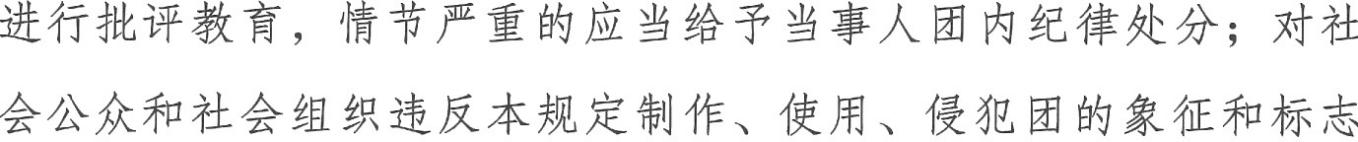 进行批评教育，情节严重的应当给予当事人团内纪律处分；对社
会公众和社会组织违反本规定制作、使用、侵犯团的象征和标志